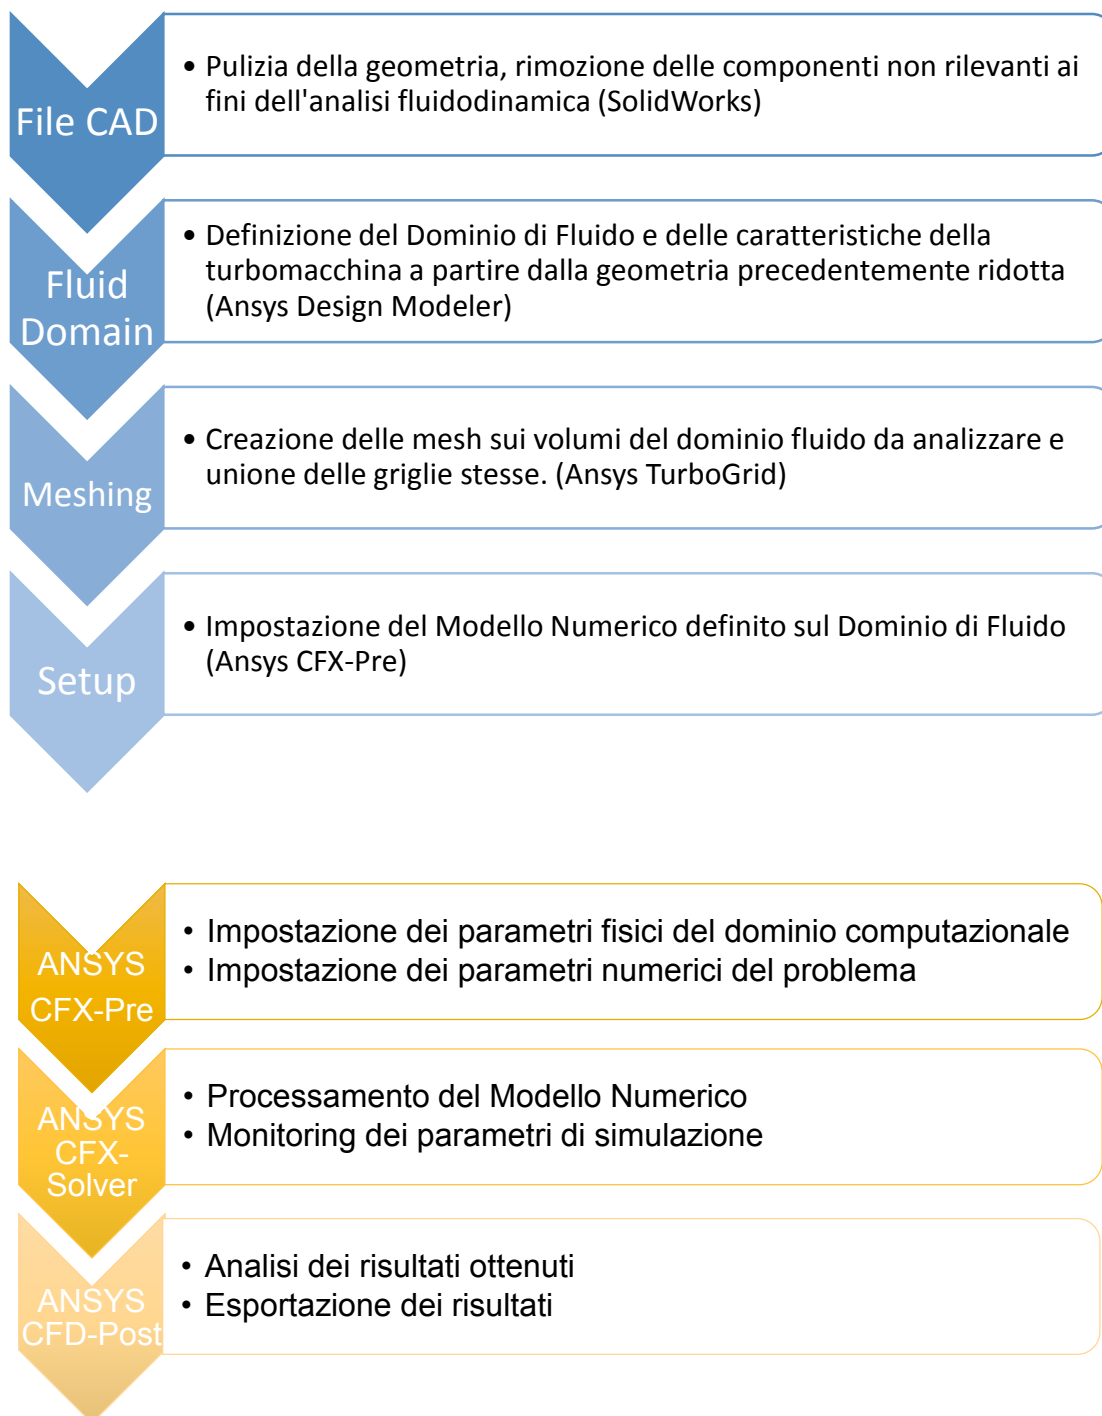 File CAD
• Pulizia della geometria, rimozione delle componenti non rilevanti ai
fini dell'analisi fluidodinamica (SolidWorks)
Fluid
Domain
• Definizione del Dominio di Fluido e delle caratteristiche della
turbomacchina a partire dalla geometria precedentemente ridotta
(Ansys Design Modeler)
Meshing
• Creazione delle mesh sui volumi del dominio fluido da analizzare e
unione delle griglie stesse. (Ansys TurboGrid)
Setup
• Impostazione del Modello Numerico definito sul Dominio di Fluido
(Ansys CFX-Pre)
ANSYS
CFX-Pre
• Impostazione dei parametri fisici del dominio computazionale
• Impostazione dei parametri numerici del problema
ANSYS
CFX-
Solver
• Processamento del Modello Numerico
• Monitoring dei parametri di simulazione
ANSYS
CFD-Post
• Analisi dei risultati ottenuti
• Esportazione dei risultati